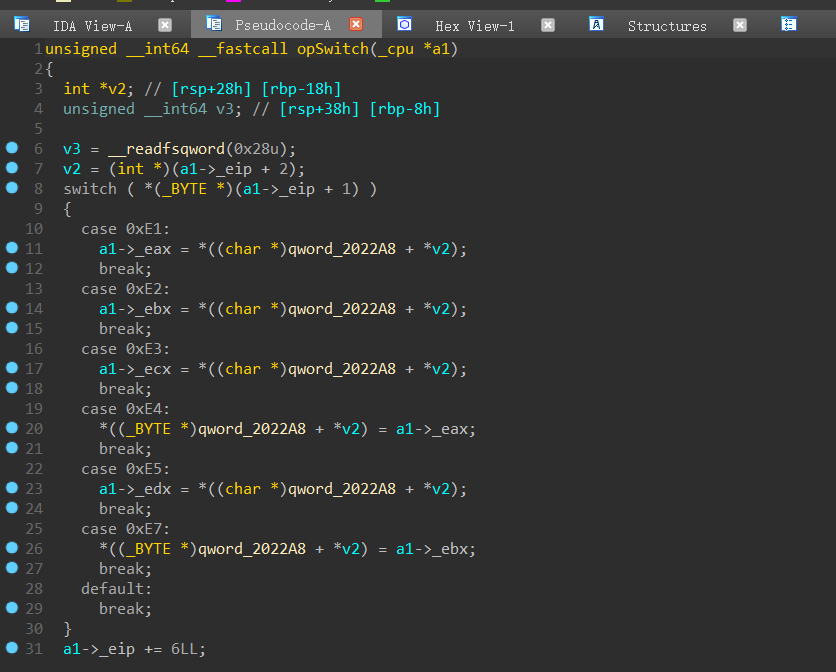 IDA View-A Pseudocode-A Hex View-1 Structures
1 unsigned __int64 __fastcall opSwitch(_cpu *a1)
2 {
3 int *v2; // [rsp+28h] [rbp-18h]
4 unsigned __int64 v3; // [rsp+38h] [rbp-8h]
5
6 v3 = __readfsqword(0x28u);
7 v2 = (int *)(a1->_eip + 2);
8 switch ( *(_BYTE *)(a1->_eip + 1) )
9 {
10 case 0xE1:
11 a1->_eax = *((char *)qword_2022A8 + *v2);
12 break;
13 case 0xE2:
14 a1->_ebx = *((char *)qword_2022A8 + *v2);
15 break;
16 case 0xE3:
17 a1->_ecx = *((char *)qword_2022A8 + *v2);
18 break;
19 case 0xE4:
20 *((_BYTE *)qword_2022A8 + *v2) = a1->_eax;
21 break;
22 case 0xE5:
23 a1->_edx = *((char *)qword_2022A8 + *v2);
24 break;
25 case 0xE7:
26 *((_BYTE *)qword_2022A8 + *v2) = a1->_ebx;
27 break;
28 default:
29 break;
30 }
31 a1->_eip += 6LL;